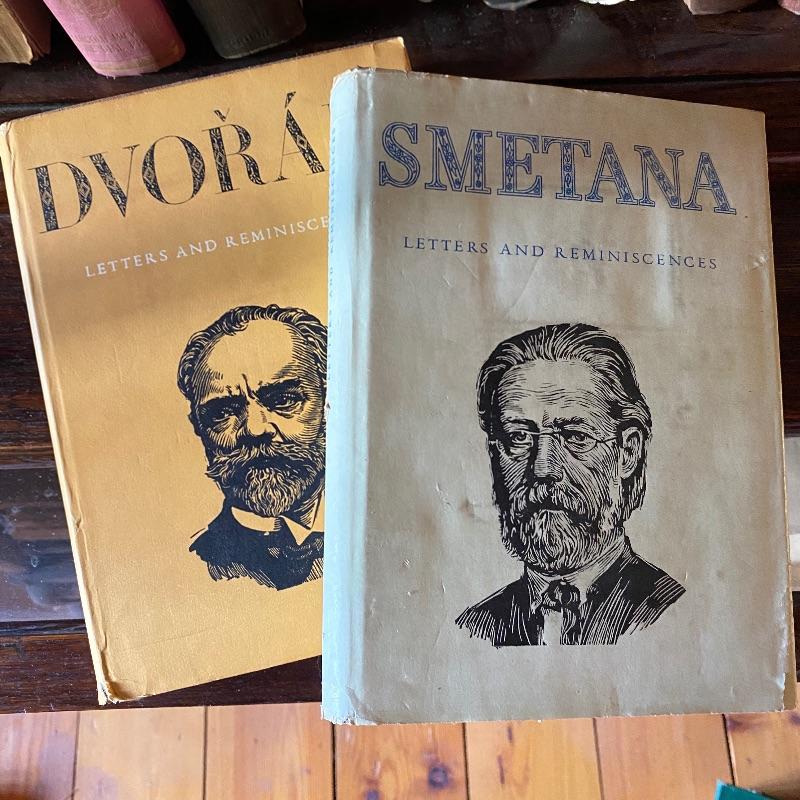 DVOŘÁ
LETTERS AND REMINISCE
SMETANA
LETTERS AND REMINISCENCES